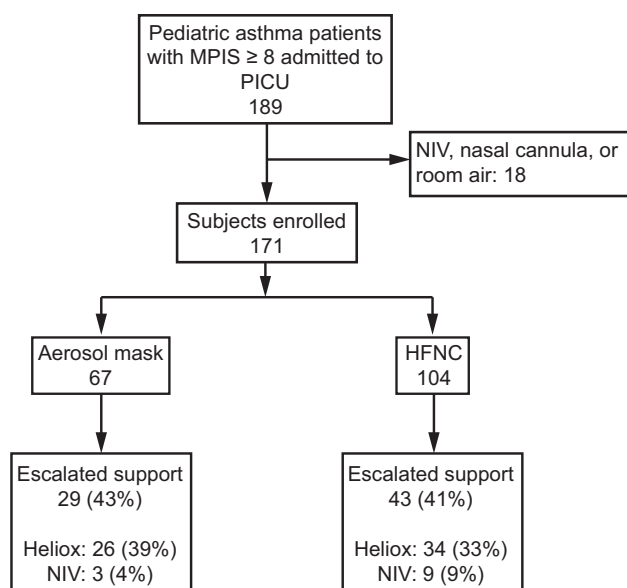 Pediatric asthma patients
with MPIS ≥ 8 admitted to
PICU
189
NIV, nasal cannula, or
room air: 18
Subjects enrolled
171
Aerosol mask
67
HFNC
104
Escalated support
29 (43%)
Heliox: 26 (39%)
NIV: 3 (4%)
Escalated support
43 (41%)
Heliox: 34 (33%)
NIV: 9 (9%)